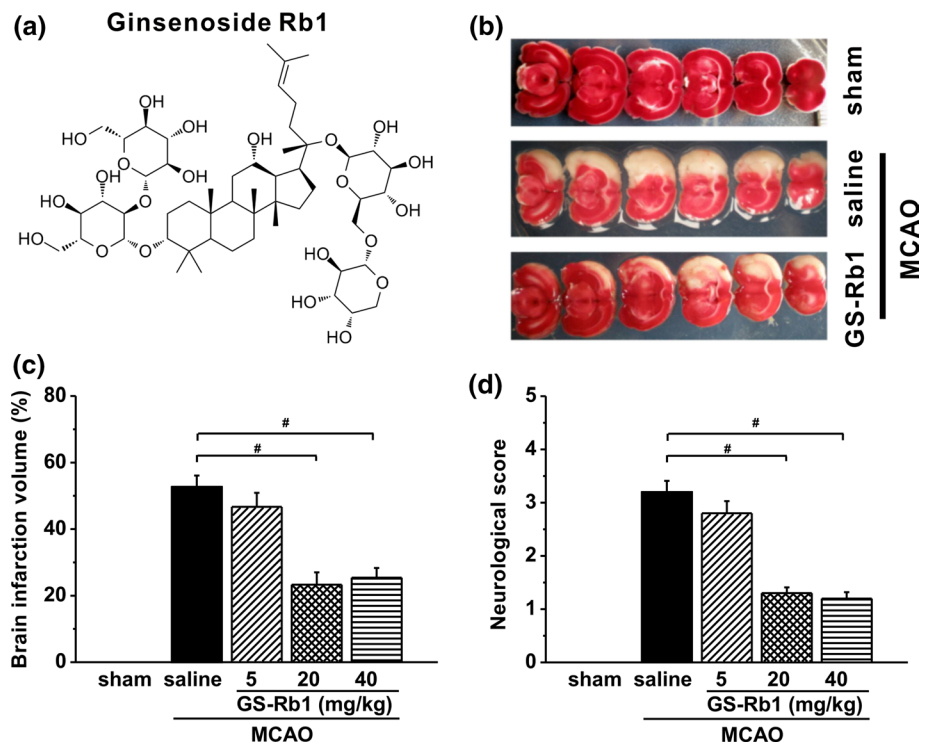 (a)
Ginsenoside Rb1
OH
HO
OH
O
OH
OH
OH
O
OH
OH
HO
O
HO
O
O
OH
O
OH
O
OH
OH
O
O
HO
HO
OH
(b)
sham
saline
GS-Rb1
MCAO
(c)
Brain infarction volume (%)
80
60
40
20
0
#
#
sham saline 5 20 40
GS-Rb1 (mg/kg)
MCAO
(d)
Neurological score
5
4
3
2
1
0
#
#
sham saline 5 20 40
GS-Rb1 (mg/kg)
MCAO